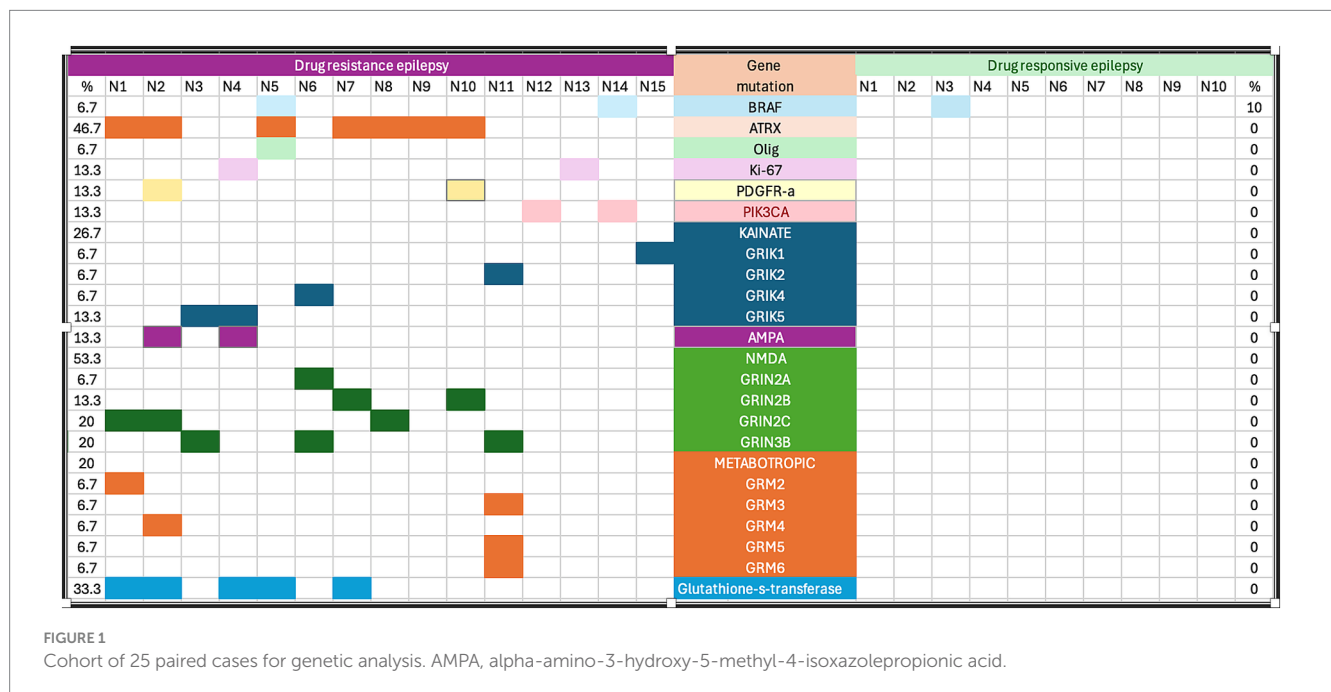 Drug resistance epilepsy Gene Drug responsive epilepsy
% N1 N2 N3 N4 N5 N6 N7 N8 N9 N10 N11 N12 N13 N14 N15 mutation N1 N2 N3 N4 N5 N6 N7 N8 N9 N10 %
6.7 BRAF 10
46.7 ATRX 0
6.7 Olig 0
13.3 Ki-67 0
13.3 PDGFR-a 0
13.3 PIK3CA 0
26.7 KAINATE 0
6.7 GRIK1 0
6.7 GRIK2 0
6.7 GRIK4 0
13.3 GRIK5 0
13.3 AMPA 0
53.3 NMDA 0
6.7 GRIN2A 0
13.3 GRIN2B 0
20 GRIN2C 0
20 GRIN3B 0
20 METABOTROPIC 0
6.7 GRM2 0
6.7 GRM3 0
6.7 GRM4 0
6.7 GRM5 0
6.7 GRM6 0
33.3 Glutathione-s-transferase 0
FIGURE 1
Cohort of 25 paired cases for genetic analysis. AMPA, alpha-amino-3-hydroxy-5-methyl-4-isoxazolepropionic acid.